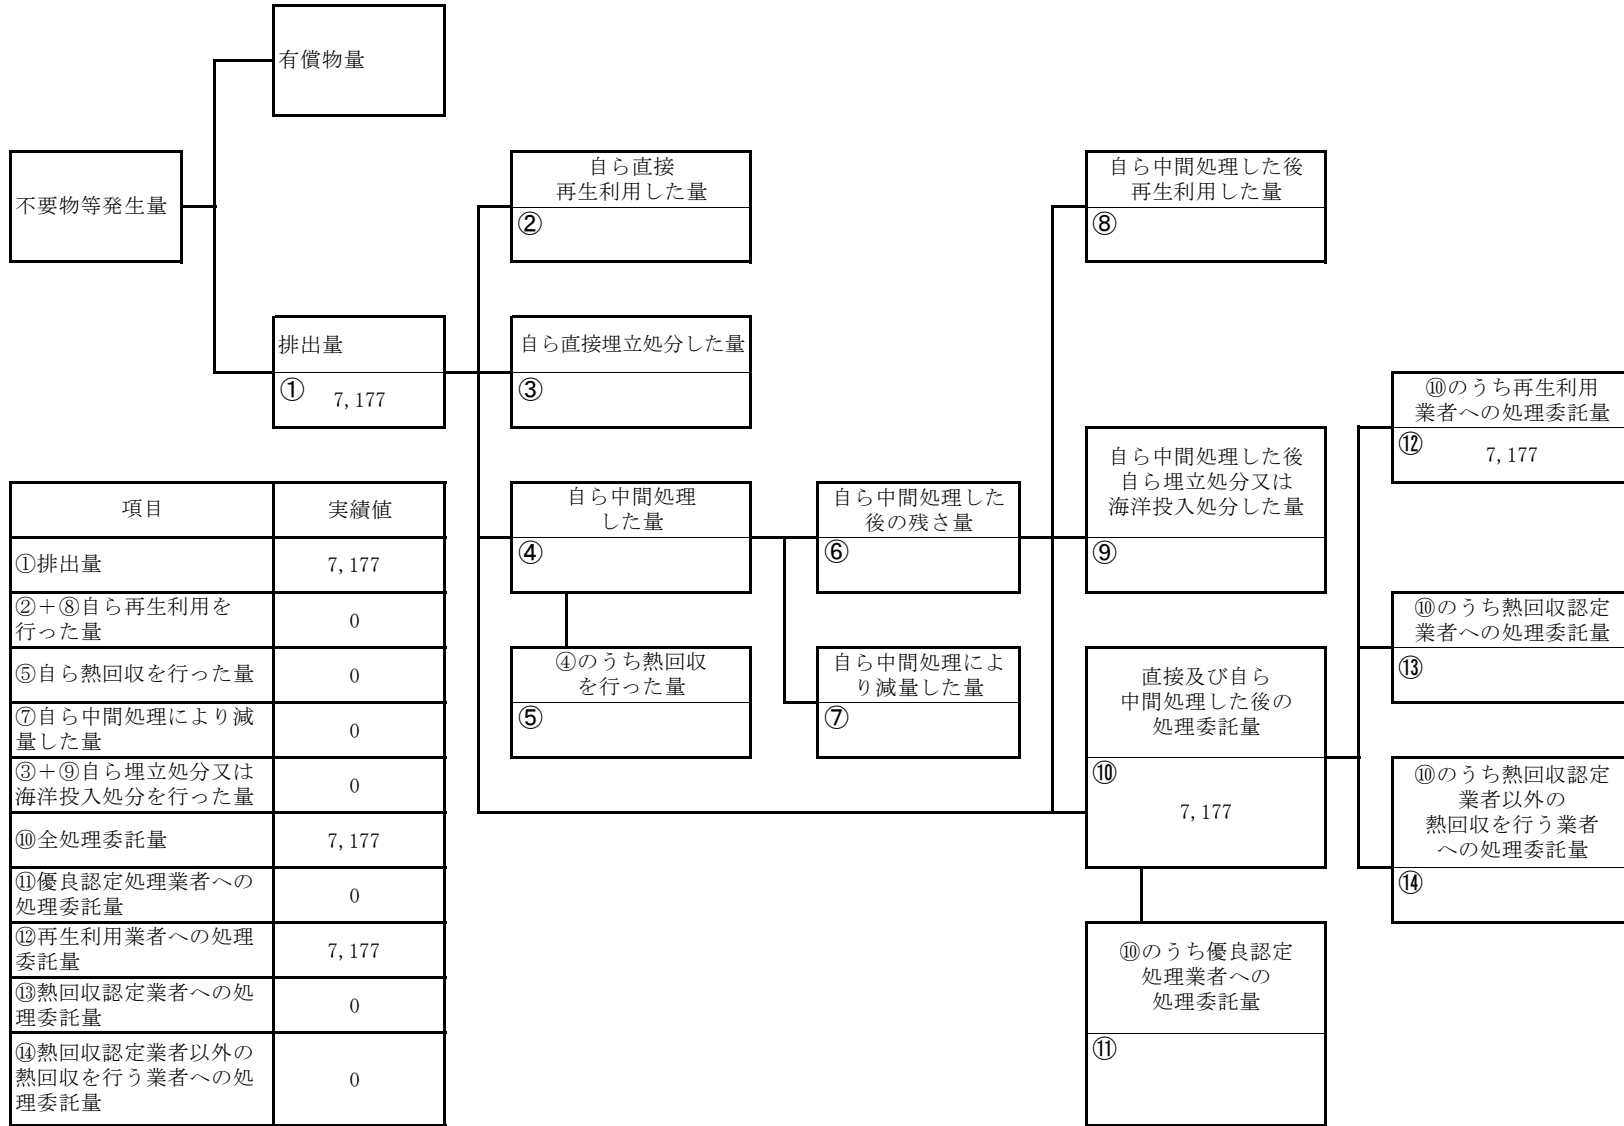 有償物量
不要物等発生量
自ら直接
再生利用した量
②
自ら中間処理した後
再生利用した量
⑧
排出量
① 7,177
自ら直接埋立処分した量
③
⑩のうち再生利用
業者への処理委託量
⑫ 7,177
自ら中間処理
した量
④
自ら中間処理した
後の残さ量
⑥
自ら中間処理した後
自ら埋立処分又は
海洋投入処分した量
⑨
⑩のうち熱回収認定
業者への処理委託量
⑬
④のうち熱回収
を行った量
⑤
自ら中間処理によ
り減量した量
⑦
直接及び自ら
中間処理した後の
処理委託量
⑩
7,177
⑩のうち熱回収認定
業者以外の
熱回収を行う業者
への処理委託量
⑭
⑩のうち優良認定
処理業者への
処理委託量
⑪
項目 実績値
①排出量 7,177
②+⑧自ら再生利用を
行った量 0
⑤自ら熱回収を行った量 0
⑦自ら中間処理により減
量した量 0
③+⑨自ら埋立処分又は
海洋投入処分を行った量 0
⑩全処理委託量 7,177
⑪優良認定処理業者への
処理委託量 0
⑫再生利用業者への処理
委託量 7,177
⑬熱回収認定業者への処
理委託量 0
⑭熱回収認定業者以外の
熱回収を行う業者への処
理委託量 0